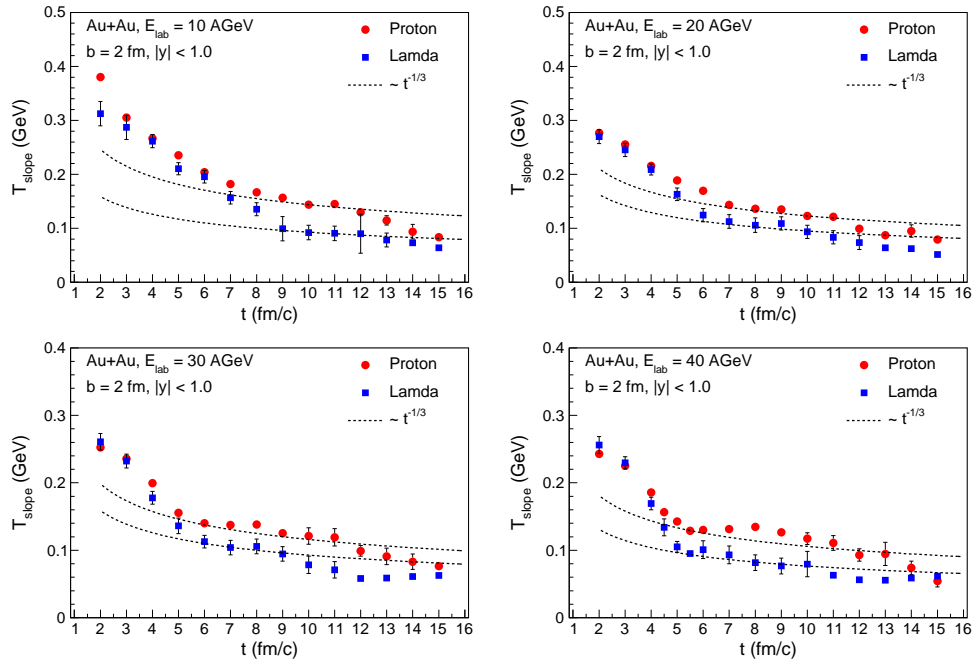 Au+Au, E_lab = 10 AGeV
b = 2 fm, |y| < 1.0
Proton
Lamda
~ t^-1/3
T_slope (GeV)
0.5
0.4
0.3
0.2
0.1
0
1 2 3 4 5 6 7 8 9 10 11 12 13 14 15 16
t (fm/c)
Au+Au, E_lab = 20 AGeV
b = 2 fm, |y| < 1.0
Proton
Lamda
~ t^-1/3
T_slope (GeV)
0.5
0.4
0.3
0.2
0.1
0
1 2 3 4 5 6 7 8 9 10 11 12 13 14 15 16
t (fm/c)
Au+Au, E_lab = 30 AGeV
b = 2 fm, |y| < 1.0
Proton
Lamda
~ t^-1/3
T_slope (GeV)
0.4
0.3
0.2
0.1
0
1 2 3 4 5 6 7 8 9 10 11 12 13 14 15 16
t (fm/c)
Au+Au, E_lab = 40 AGeV
b = 2 fm, |y| < 1.0
Proton
Lamda
~ t^-1/3
T_slope (GeV)
0.4
0.3
0.2
0.1
0
1 2 3 4 5 6 7 8 9 10 11 12 13 14 15 16
t (fm/c)